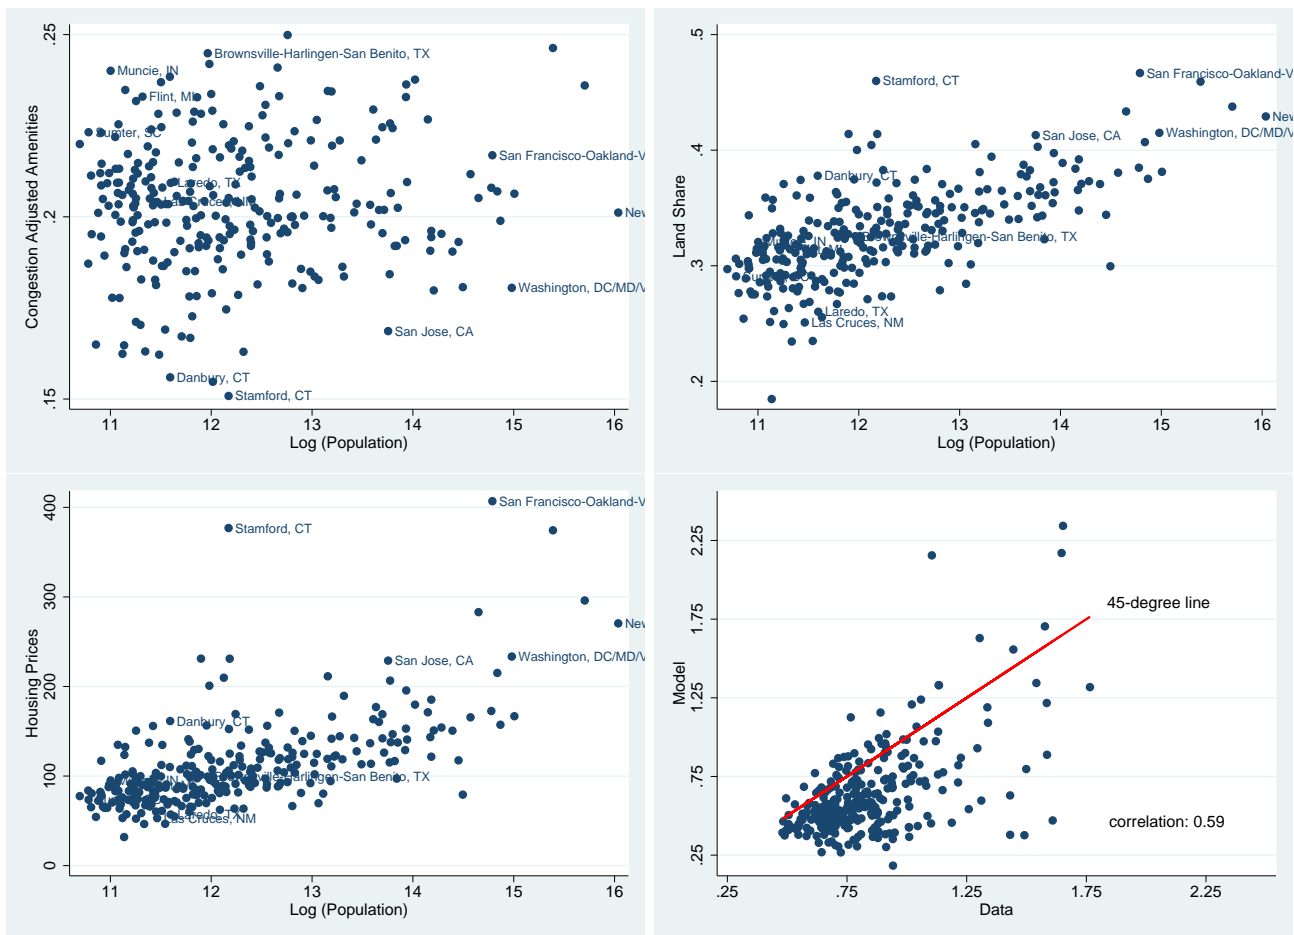 .25
.2
.15
Congestion Adjusted Amenities
Brownsville-Harlingen-San Benito, TX
Muncie, IN
Flint, MI
Sumter, SC
San Francisco-Oakland-V
Laredo, TX
Las Cruces, NM
New
Washington, DC/MD/V
San Jose, CA
Danbury, CT
Stamford, CT
11 12 13 14 15 16
Log (Population)
.5
.4
.3
.2
Land Share
San Francisco-Oakland-V
Stamford, CT
New
San Jose, CA
Washington, DC/MD/V
Danbury, CT
Muncie, IN
Brownsville-Harlingen-San Benito, TX
Laredo, TX
Las Cruces, NM
11 12 13 14 15 16
Log (Population)
400
300
200
100
0
Housing Prices
San Francisco-Oakland-V
Stamford, CT
New
San Jose, CA
Washington, DC/MD/V
Danbury, CT
Brownsville-Harlingen-San Benito, TX
Laredo, TX
Las Cruces, NM
11 12 13 14 15 16
Log (Population)
2.25
1.75
1.25
.75
.25
Model
45-degree line
correlation: 0.59
.25 .75 1.25 1.75 2.25
Data